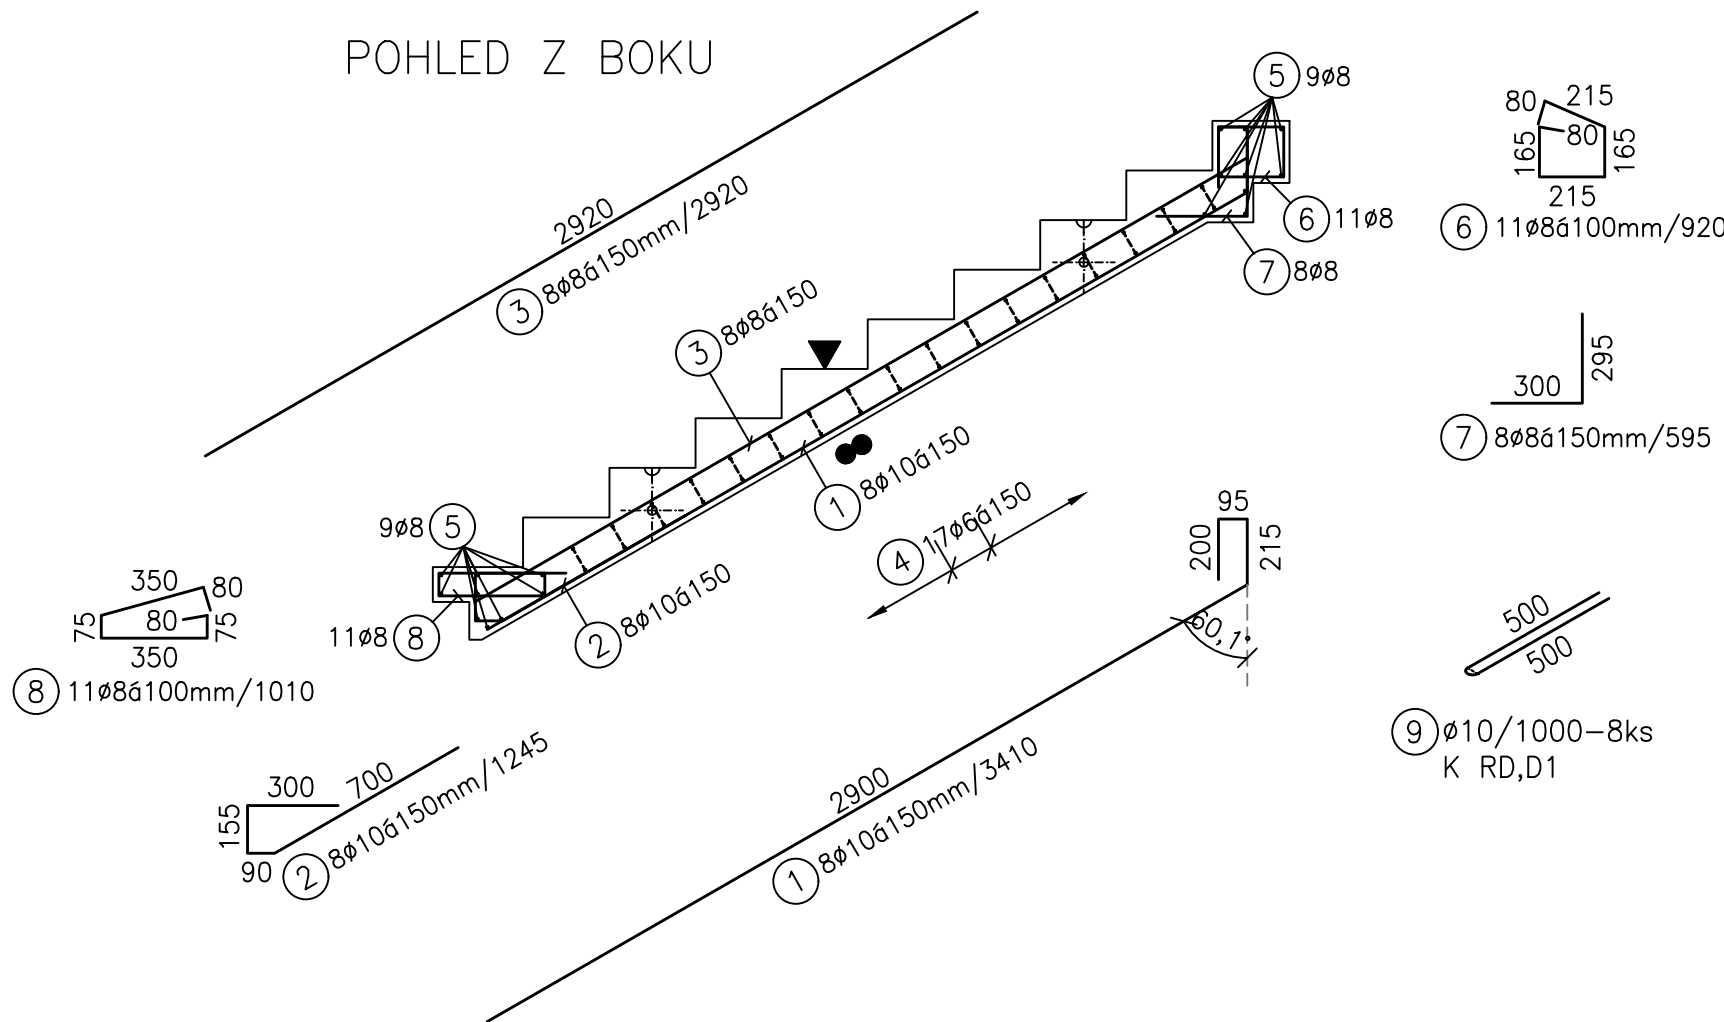 POHLED Z BOKU
2920
3 8ø8á150mm/2920
3 8ø8á150
5 9ø8
6 11ø8
7 8ø8
80
215
80
165
165
215
6 11ø8á100mm/920
295
300
7 8ø8á150mm/595
1 8ø10á150
9ø8 5
4 17ø6á150
2 8ø10á150
11ø8 8
350
80
80
75
75
350
8 11ø8á100mm/1010
95
200
215
60,1°
500
500
9 ø10/1000-8ks
K RD,D1
300
700
155
90
2 8ø10á150mm/1245
2900
1 8ø10á150mm/3410